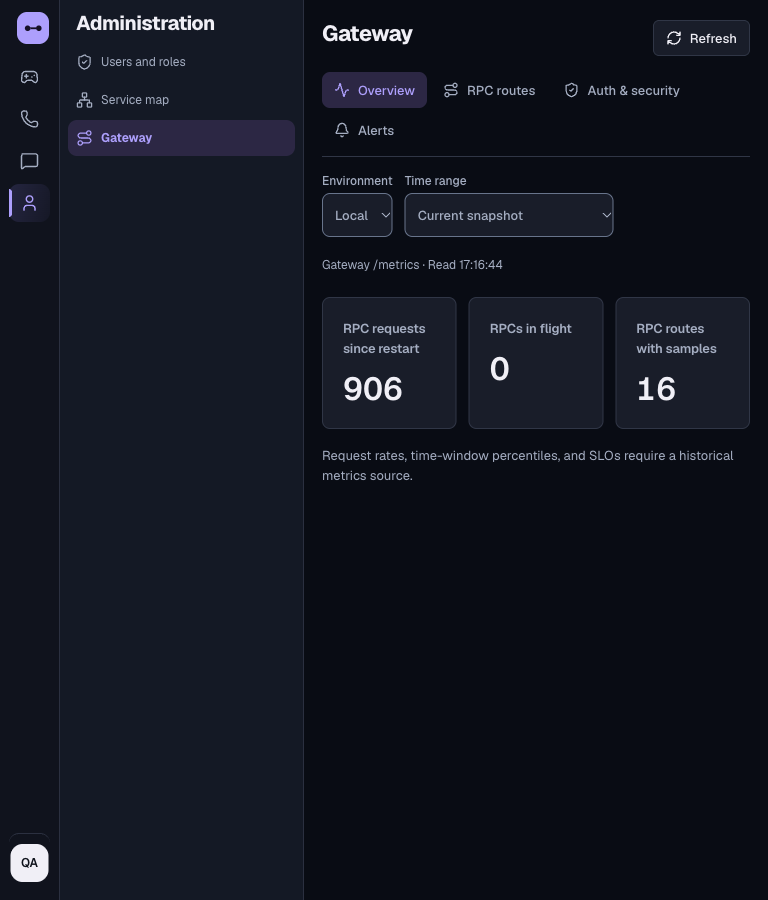 Administration
Users and roles
Service map
Gateway
QA
Gateway
Refresh
Overview
RPC routes
Auth & security
Alerts
Environment
Time range
Local
Current snapshot
Gateway /metrics · Read 17:16:44
RPC requests
since restart
906
RPCs in flight
0
RPC routes
with samples
16
Request rates, time-window percentiles, and SLOs require a historical
metrics source.